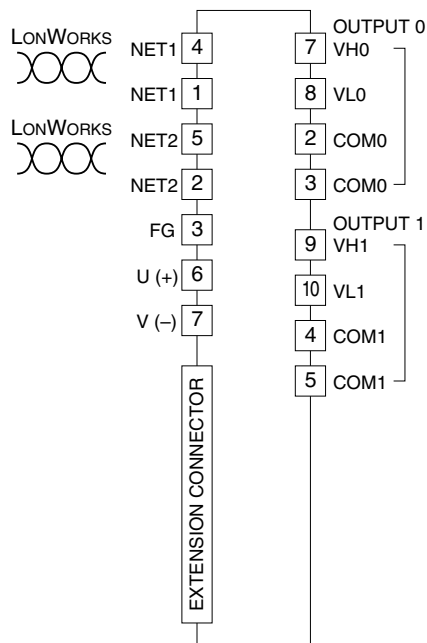 LONWORKS
NET1 4
NET1 1
LONWORKS
NET2 5
NET2 2
FG 3
U (+) 6
V (–) 7
EXTENSION CONNECTOR
OUTPUT 0
7 VH0
8 VL0
2 COM0
3 COM0
OUTPUT 1
9 VH1
10 VL1
4 COM1
5 COM1